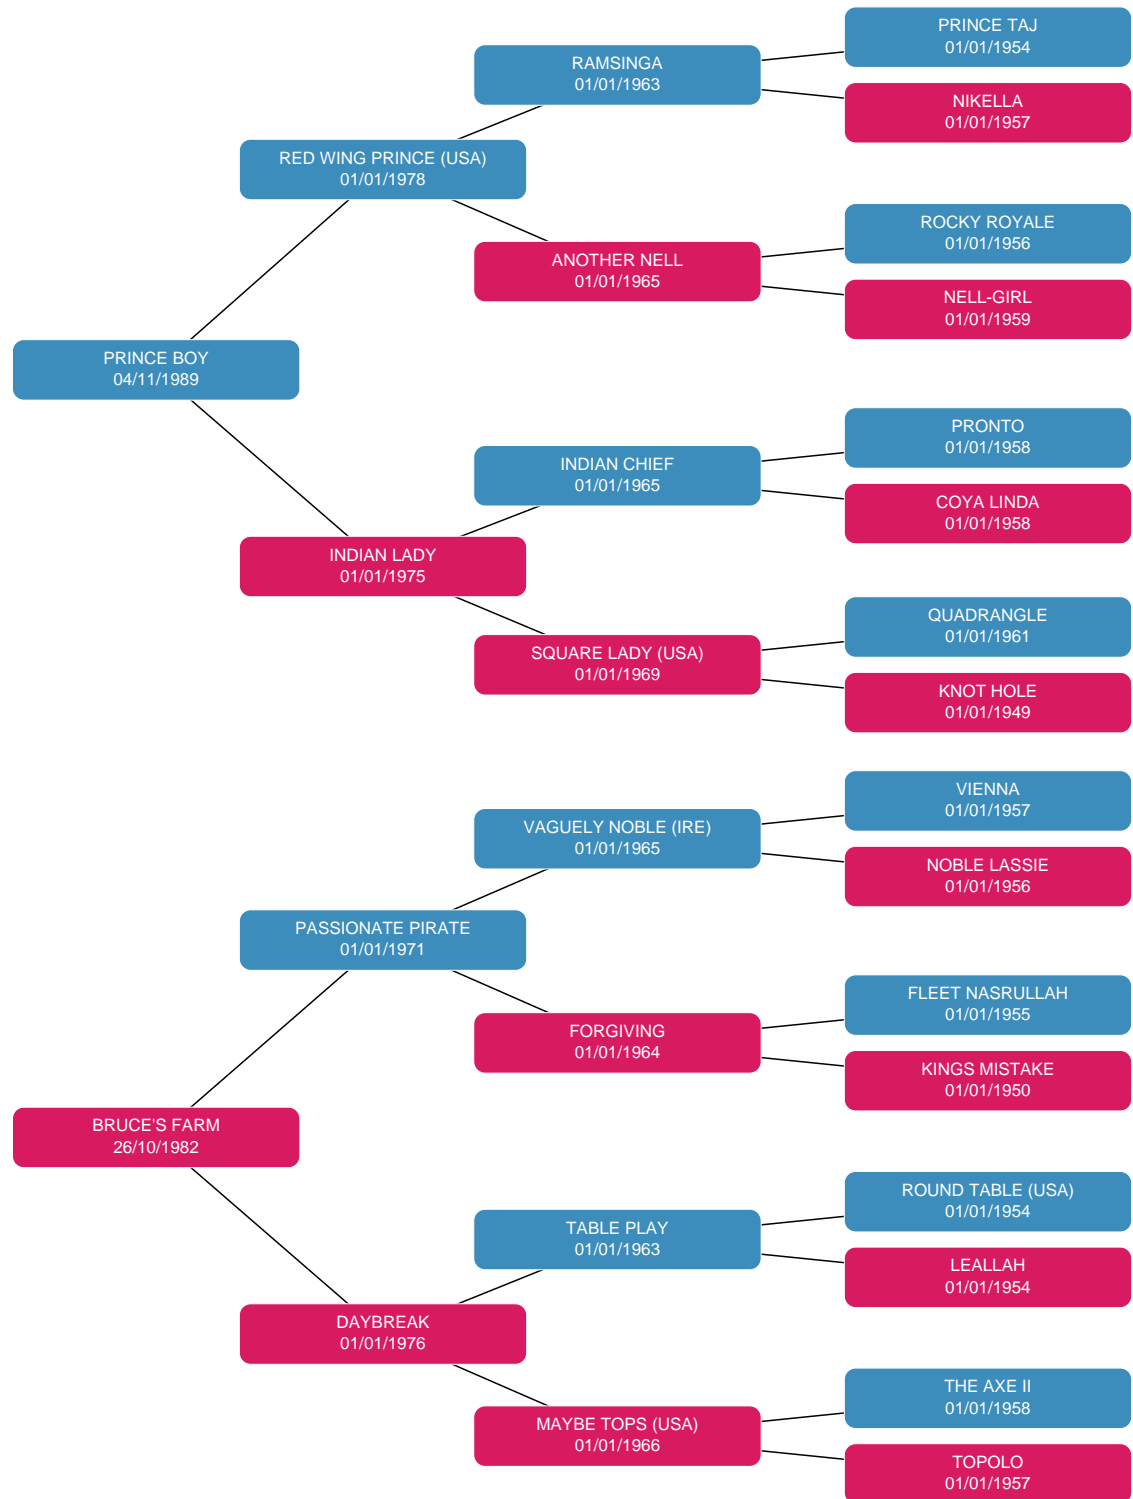 PRINCE TAJ
01/01/1954
RAMSINGA
01/01/1963
NIKELLA
01/01/1957
RED WING PRINCE (USA)
01/01/1978
ROCKY ROYALE
01/01/1956
ANOTHER NELL
01/01/1965
NELL-GIRL
01/01/1959
PRINCE BOY
04/11/1989
PRONTO
01/01/1958
INDIAN CHIEF
01/01/1965
COYA LINDA
01/01/1958
INDIAN LADY
01/01/1975
QUADRANGLE
01/01/1961
SQUARE LADY (USA)
01/01/1969
KNOT HOLE
01/01/1949
VIENNA
01/01/1957
VAGUELY NOBLE (IRE)
01/01/1965
NOBLE LASSIE
01/01/1956
PASSIONATE PIRATE
01/01/1971
FLEET NASRULLAH
01/01/1955
FORGIVING
01/01/1964
KINGS MISTAKE
01/01/1950
BRUCE'S FARM
26/10/1982
ROUND TABLE (USA)
01/01/1954
TABLE PLAY
01/01/1963
LEALLAH
01/01/1954
DAYBREAK
01/01/1976
THE AXE II
01/01/1958
MAYBE TOPS (USA)
01/01/1966
TOPOLO
01/01/1957